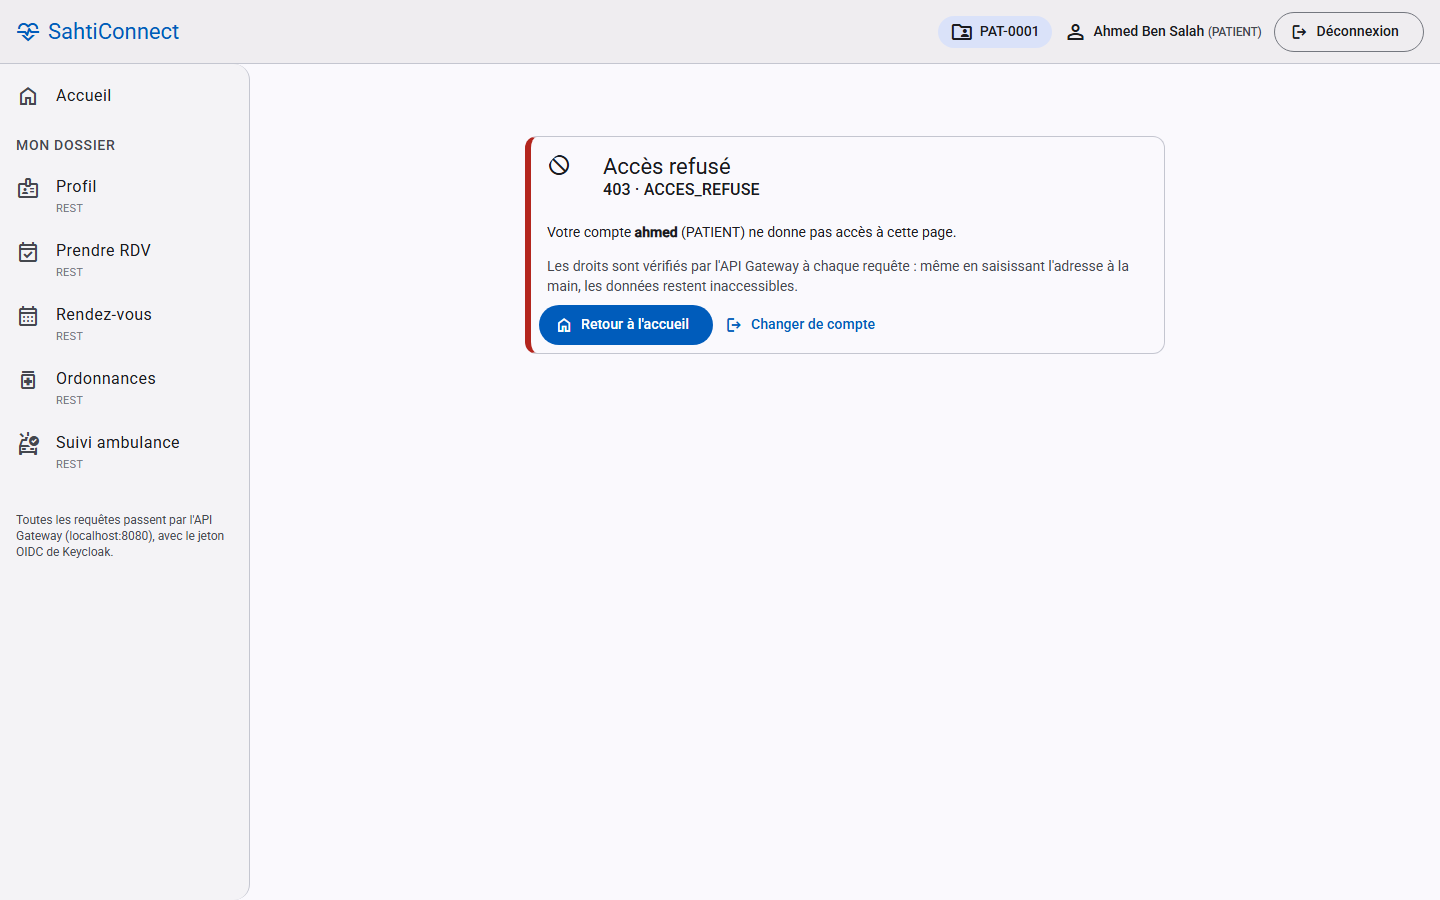 SahtiConnect
PAT-0001
Ahmed Ben Salah (PATIENT)
Déconnexion
Accueil
MON DOSSIER
Profil
REST
Prendre RDV
REST
Rendez-vous
REST
Ordonnances
REST
Suivi ambulance
REST
Toutes les requêtes passent par l'API
Gateway (localhost:8080), avec le jeton
OIDC de Keycloak.
Accès refusé
403 · ACCES_REFUSE
Votre compte ahmed (PATIENT) ne donne pas accès à cette page.
Les droits sont vérifiés par l'API Gateway à chaque requête : même en saisissant l'adresse à la
main, les données restent inaccessibles.
Retour à l'accueil
Changer de compte